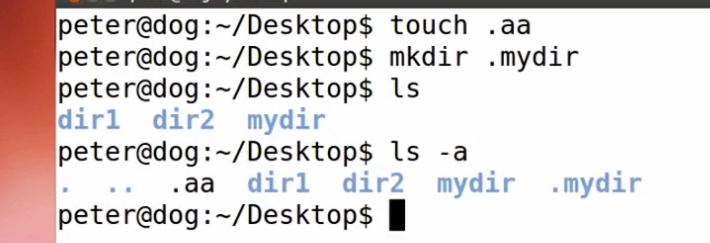 peter@dog:~/Desktop$ touch .aa
peter@dog:~/Desktop$ mkdir .mydir
peter@dog:~/Desktop$ ls
dir1 dir2 mydir
peter@dog:~/Desktop$ ls -a
. .. .aa dir1 dir2 mydir .mydir
peter@dog:~/Desktop$